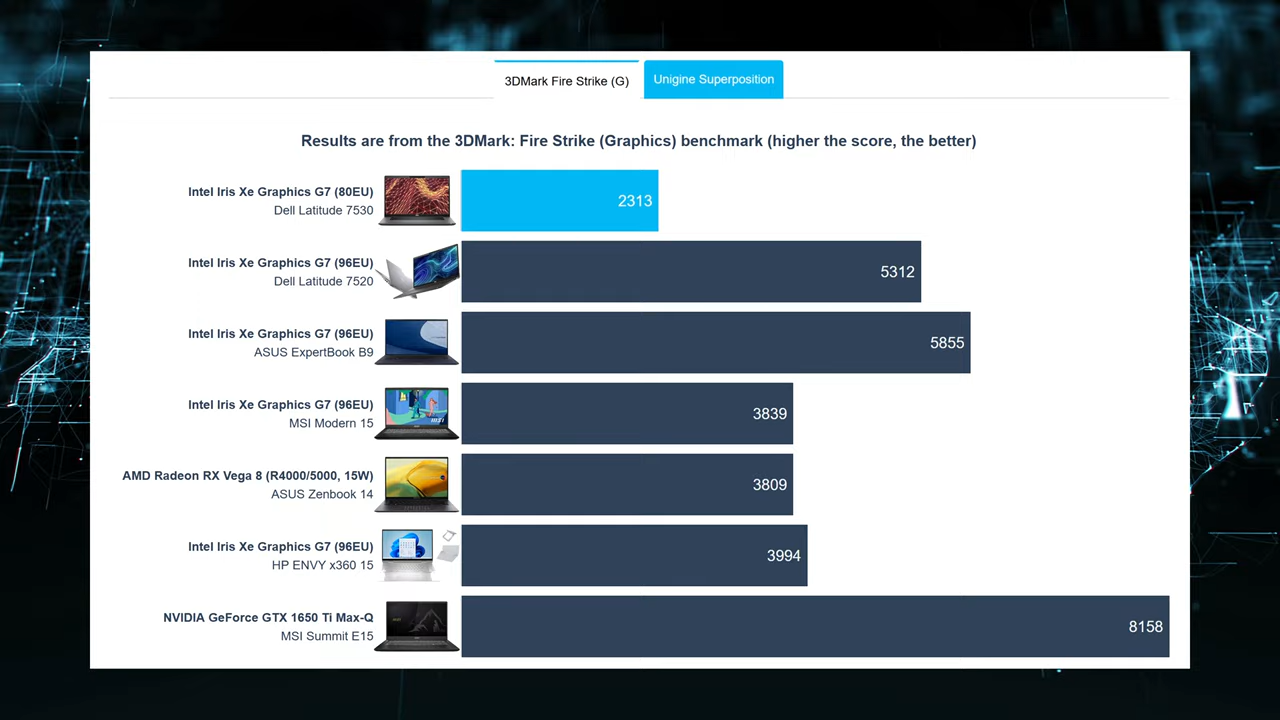 3DMark Fire Strike (G)
Unigine Superposition
Results are from the 3DMark: Fire Strike (Graphics) benchmark (higher the score, the better)
Intel Iris Xe Graphics G7 (80EU)
Dell Latitude 7530
2313
Intel Iris Xe Graphics G7 (96EU)
Dell Latitude 7520
5312
Intel Iris Xe Graphics G7 (96EU)
ASUS ExpertBook B9
5855
Intel Iris Xe Graphics G7 (96EU)
MSI Modern 15
3839
AMD Radeon RX Vega 8 (R4000/5000, 15W)
ASUS Zenbook 14
3809
Intel Iris Xe Graphics G7 (96EU)
HP ENVY x360 15
3994
NVIDIA GeForce GTX 1650 Ti Max-Q
MSI Summit E15
8158